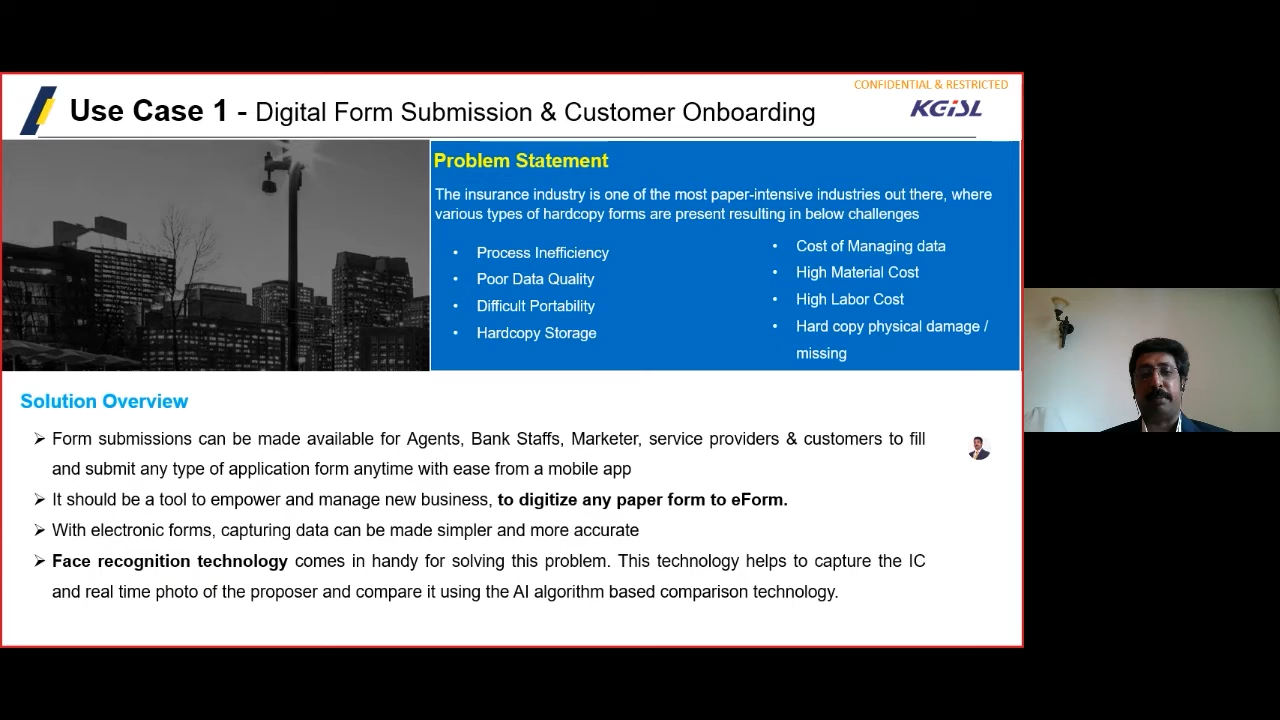 CONFIDENTIAL & RESTRICTED
Use Case 1 - Digital Form Submission & Customer Onboarding
KGiSL
Problem Statement
The insurance industry is one of the most paper-intensive industries out there, where
various types of hardcopy forms are present resulting in below challenges
• Process Inefficiency
• Poor Data Quality
• Difficult Portability
• Hardcopy Storage
• Cost of Managing data
• High Material Cost
• High Labor Cost
• Hard copy physical damage /
missing
Solution Overview
➢ Form submissions can be made available for Agents, Bank Staffs, Marketer, service providers & customers to fill
and submit any type of application form anytime with ease from a mobile app
➢ It should be a tool to empower and manage new business, to digitize any paper form to eForm.
➢ With electronic forms, capturing data can be made simpler and more accurate
➢ Face recognition technology comes in handy for solving this problem. This technology helps to capture the IC
and real time photo of the proposer and compare it using the AI algorithm based comparison technology.